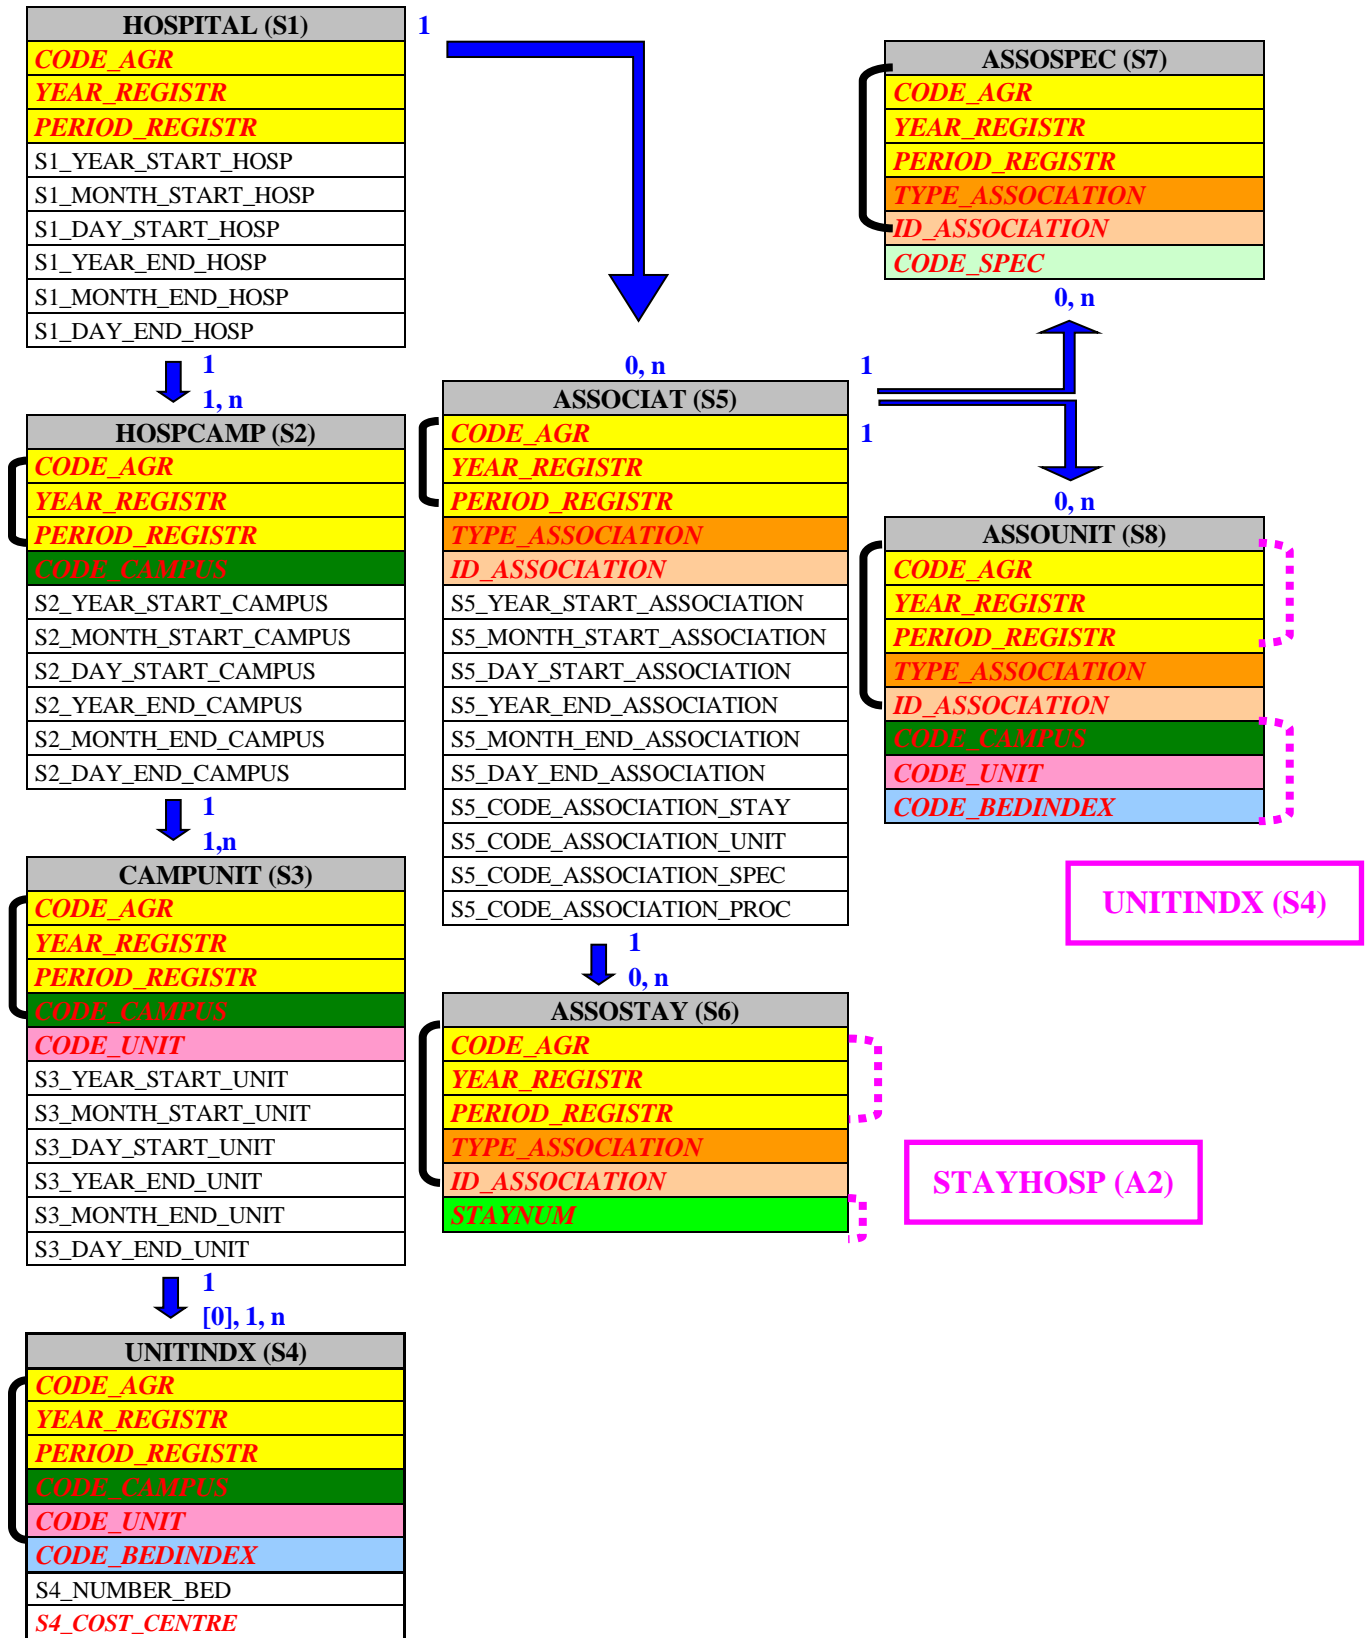 HOSPITAL (S1)
CODE_AGR
YEAR_REGISTR
PERIOD_REGISTR
S1_YEAR_START_HOSP
S1_MONTH_START_HOSP
S1_DAY_START_HOSP
S1_YEAR_END_HOSP
S1_MONTH_END_HOSP
S1_DAY_END_HOSP
1
1, n
HOSPCAMP (S2)
CODE_AGR
YEAR_REGISTR
PERIOD_REGISTR
CODE_CAMPUS
S2_YEAR_START_CAMPUS
S2_MONTH_START_CAMPUS
S2_DAY_START_CAMPUS
S2_YEAR_END_CAMPUS
S2_MONTH_END_CAMPUS
S2_DAY_END_CAMPUS
1
1,n
CAMPUNIT (S3)
CODE_AGR
YEAR_REGISTR
PERIOD_REGISTR
CODE_CAMPUS
CODE_UNIT
S3_YEAR_START_UNIT
S3_MONTH_START_UNIT
S3_DAY_START_UNIT
S3_YEAR_END_UNIT
S3_MONTH_END_UNIT
S3_DAY_END_UNIT
1
[0], 1, n
UNITINDX (S4)
CODE_AGR
YEAR_REGISTR
PERIOD_REGISTR
CODE_CAMPUS
CODE_UNIT
CODE_BEDINDEX
S4_NUMBER_BED
S4_COST_CENTRE
1
0, n
ASSOCIAT (S5)
CODE_AGR
YEAR_REGISTR
PERIOD_REGISTR
TYPE_ASSOCIATION
ID_ASSOCIATION
S5_YEAR_START_ASSOCIATION
S5_MONTH_START_ASSOCIATION
S5_DAY_START_ASSOCIATION
S5_YEAR_END_ASSOCIATION
S5_MONTH_END_ASSOCIATION
S5_DAY_END_ASSOCIATION
S5_CODE_ASSOCIATION_STAY
S5_CODE_ASSOCIATION_UNIT
S5_CODE_ASSOCIATION_SPEC
S5_CODE_ASSOCIATION_PROC
1
0, n
ASSOSTAY (S6)
CODE_AGR
YEAR_REGISTR
PERIOD_REGISTR
TYPE_ASSOCIATION
ID_ASSOCIATION
STAYNUM
ASSOSPEC (S7)
CODE_AGR
YEAR_REGISTR
PERIOD_REGISTR
TYPE_ASSOCIATION
ID_ASSOCIATION
CODE_SPEC
0, n
1
1
0, n
ASSOUNIT (S8)
CODE_AGR
YEAR_REGISTR
PERIOD_REGISTR
TYPE_ASSOCIATION
ID_ASSOCIATION
CODE_CAMPUS
CODE_UNIT
CODE_BEDINDEX
UNITINDX (S4)
STAYHOSP (A2)